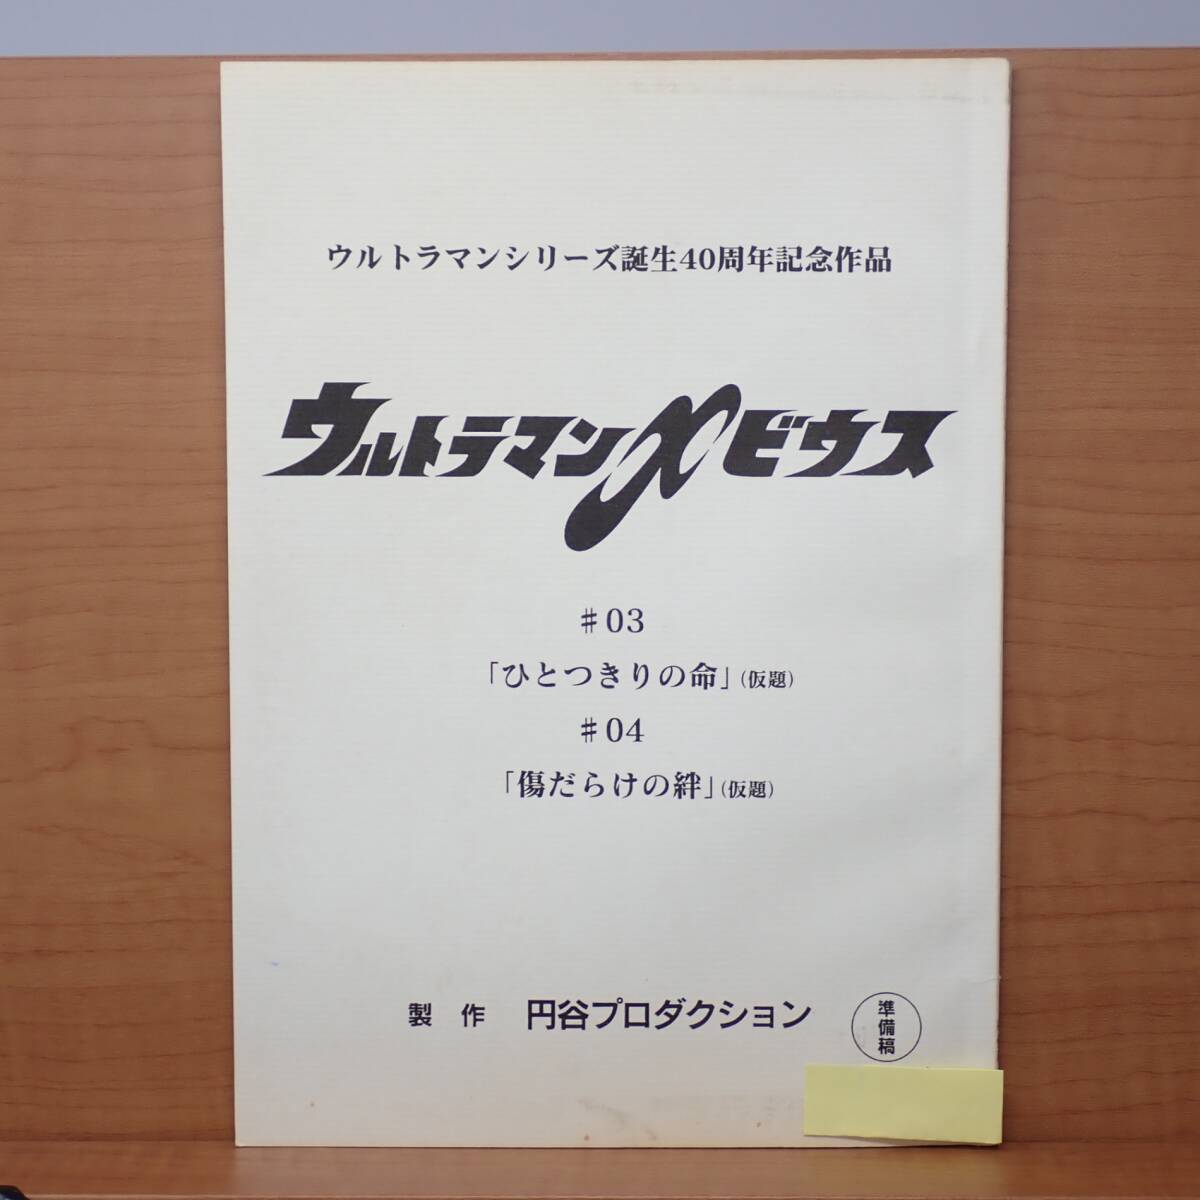 ウルトラマンシリーズ誕生40周年記念作品
ウルトラマンメビウス
♯03
「ひとつきりの命」(仮題)
♯04
「傷だらけの絆」(仮題)
製作 円谷プロダクション
準備稿